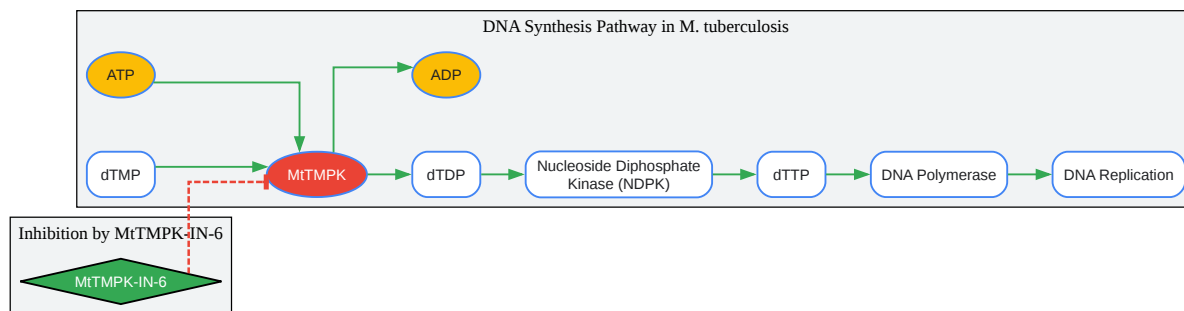 DNA Synthesis Pathway in M. tuberculosis
ATP
ADP
dTMP
MtTMPK
dTDP
Nucleoside Diphosphate
Kinase (NDPK)
dTTP
DNA Polymerase
DNA Replication
Inhibition by MtTMPK-IN-6
MtTMPK-IN-6